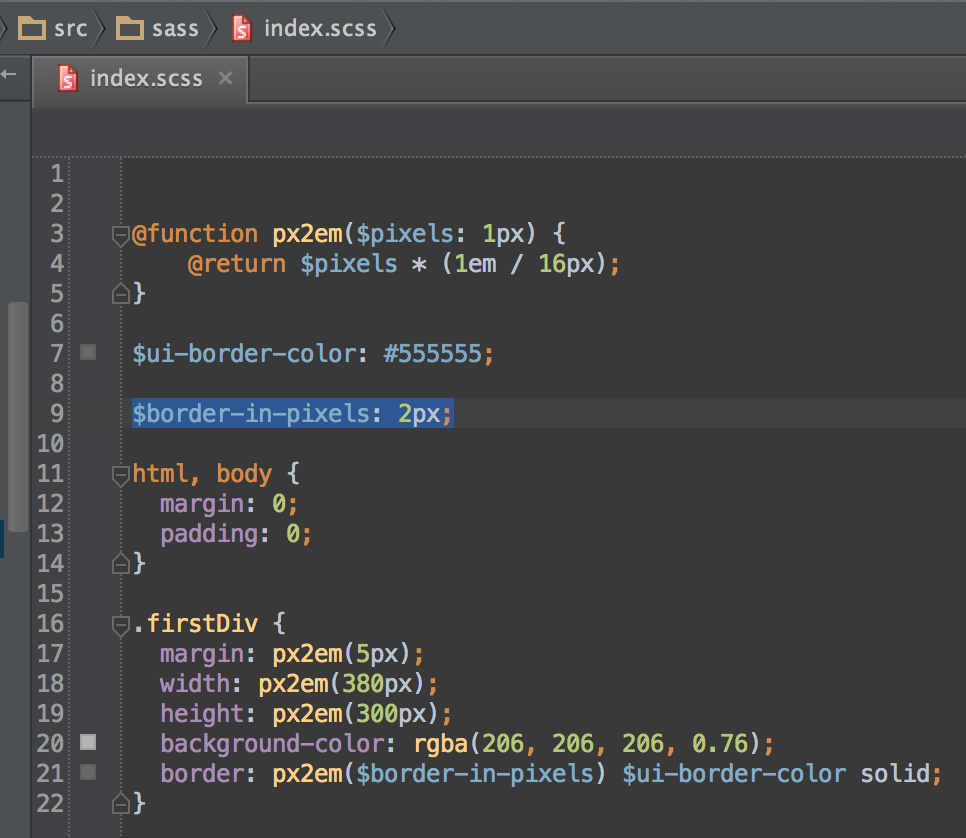 src sass index.scss
index.scss ×
1
2
3 @function px2em($pixels: 1px) {
4     @return $pixels * (1em / 16px);
5 }
6
7 $ui-border-color: #555555;
8
9 $border-in-pixels: 2px;
10
11 html, body {
12   margin: 0;
13   padding: 0;
14 }
15
16 .firstDiv {
17   margin: px2em(5px);
18   width: px2em(380px);
19   height: px2em(300px);
20   background-color: rgba(206, 206, 206, 0.76);
21   border: px2em($border-in-pixels) $ui-border-color solid;
22 }